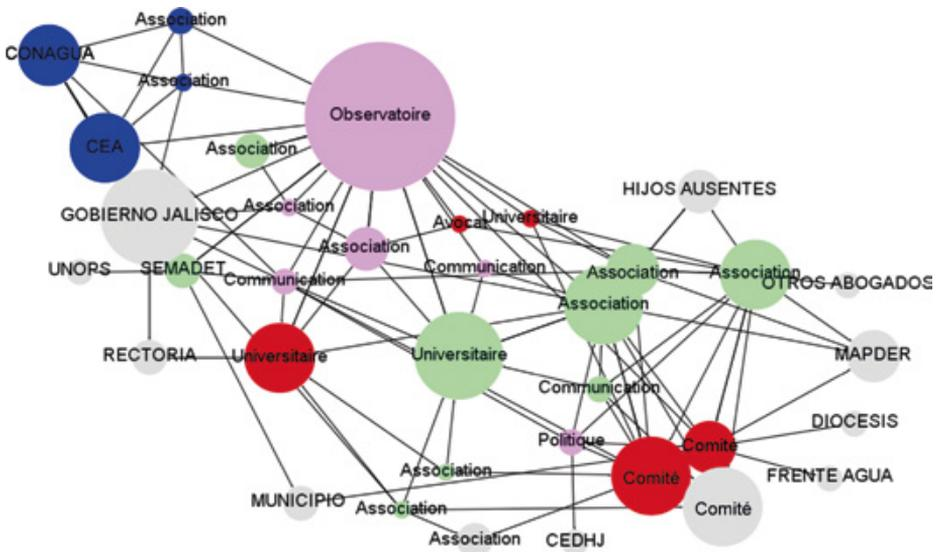 Association
CONAGUA
Association
Observatoire
CEA
Association
HIJOS AUSENTES
Association
GOBIERNO JALISCO
Avocat
Universitaire
Association
UNOPS
SEMADET
Communication
Communication
Association
Association
OTROS ABOGADOS
Association
RECTORIA
Universitaire
Universitaire
MAPDER
Communication
DIOCESIS
Politique
Comité
Association
Comité
FRENTE AGUA
MUNICIPIO
Association
Comité
Association
CEDHJ